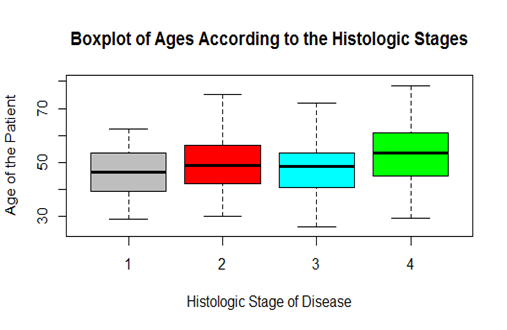 Boxplot of Ages According to the Histologic Stages
Age of the Patient
70
50
30
1 2 3 4
Histologic Stage of Disease